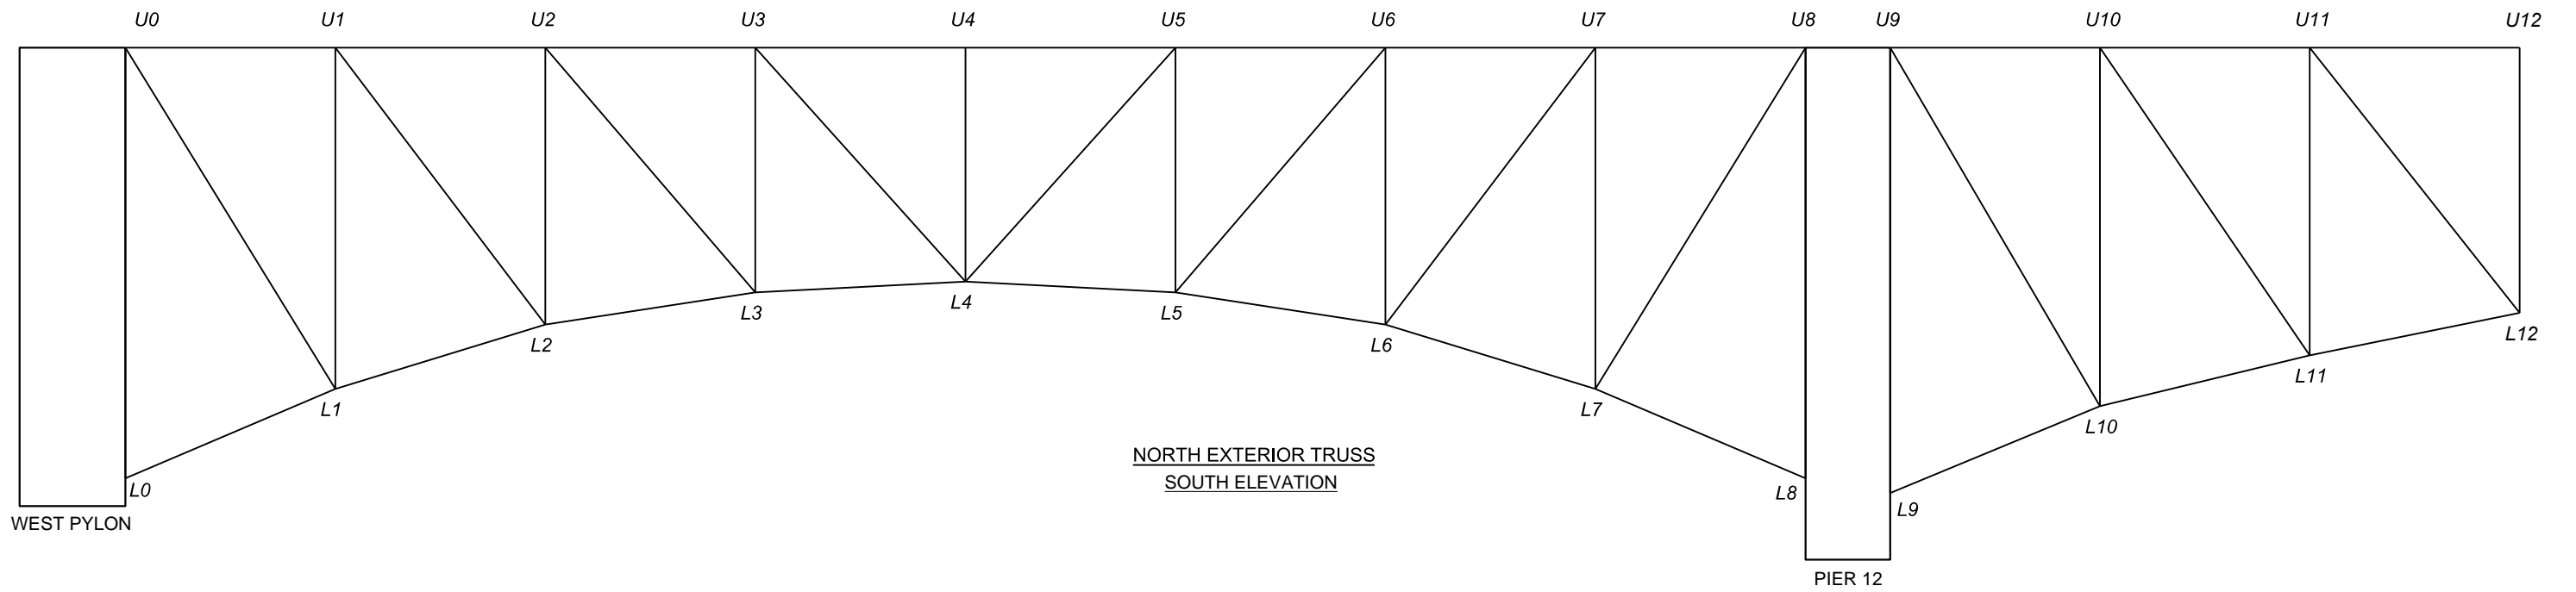 U0 U1 U2 U3 U4 U5 U6 U7 U8 U9 U10 U11 U12
L4
L3 L5
L12
L2 L6
L11
L1 L7
L10
NORTH EXTERIOR TRUSS
SOUTH ELEVATION
L0 L8
L9
WEST PYLON
PIER 12